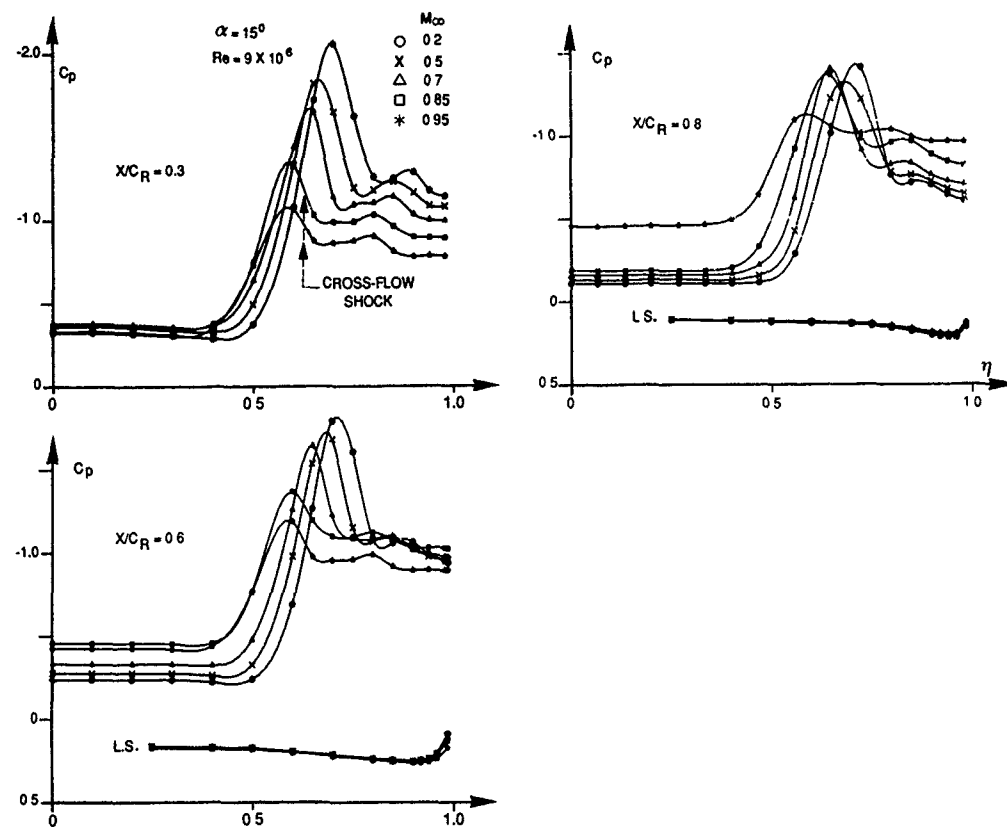 α = 15°
Re = 9 X 10⁶
M∞
○ 0 2
X 0 5
△ 0 7
□ 0 85
✳ 0 95
-2.0
Cp
X/CR = 0.3
-1 0
CROSS-FLOW
SHOCK
0
0
0 5
1.0
Cp
-1 0
X/CR = 0 8
0
L S.
0 5
η
0
0 5
1 0
Cp
X/CR = 0 6
-1.0
0
L.S.
0 5
0
0 5
1.0